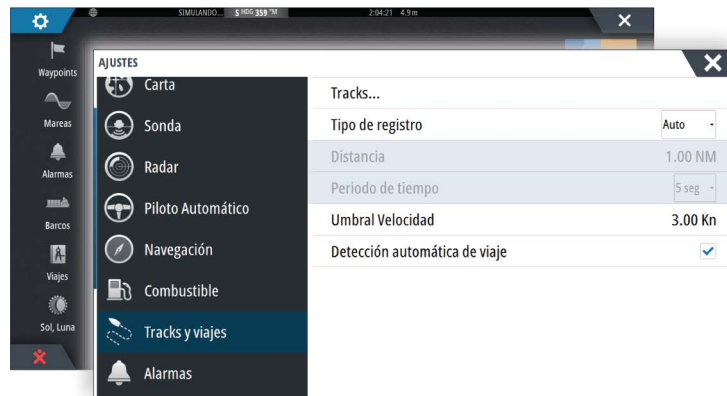 SIMULANDO... S HDG 359 °M 2:04:21 4.9 m
Waypoints
Mareas
Alarmas
Barcos
Viajes
Sol, Luna
AJUSTES
Carta
Sonda
Radar
Piloto Automático
Navegación
Combustible
Tracks y viajes
Alarmas
Tracks...
Tipo de registro Auto
Distancia 1.00 NM
Periodo de tiempo 5 seg
Umbral Velocidad 3.00 Kn
Detección automática de viaje